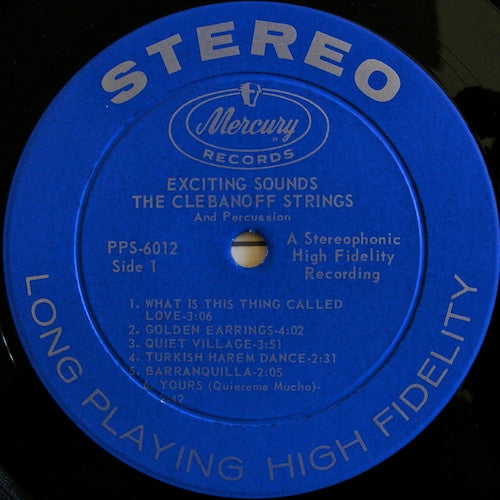 STEREO
Mercury
RECORDS
EXCITING SOUNDS
THE CLEBANOFF STRINGS
And Percussion
PPS-6012
Side 1
A Stereophonic
High Fidelity
Recording
1. WHAT IS THIS THING CALLED
LOVE-3:06
2. GOLDEN EARRINGS-4:02
3. QUIET VILLAGE-3:51
4. TURKISH HAREM DANCE-2:31
5. BARRANQUILLA-2:05
6. YOURS (Quiereme Mucho)-
2:42
LONG PLAYING HIGH FIDELITY